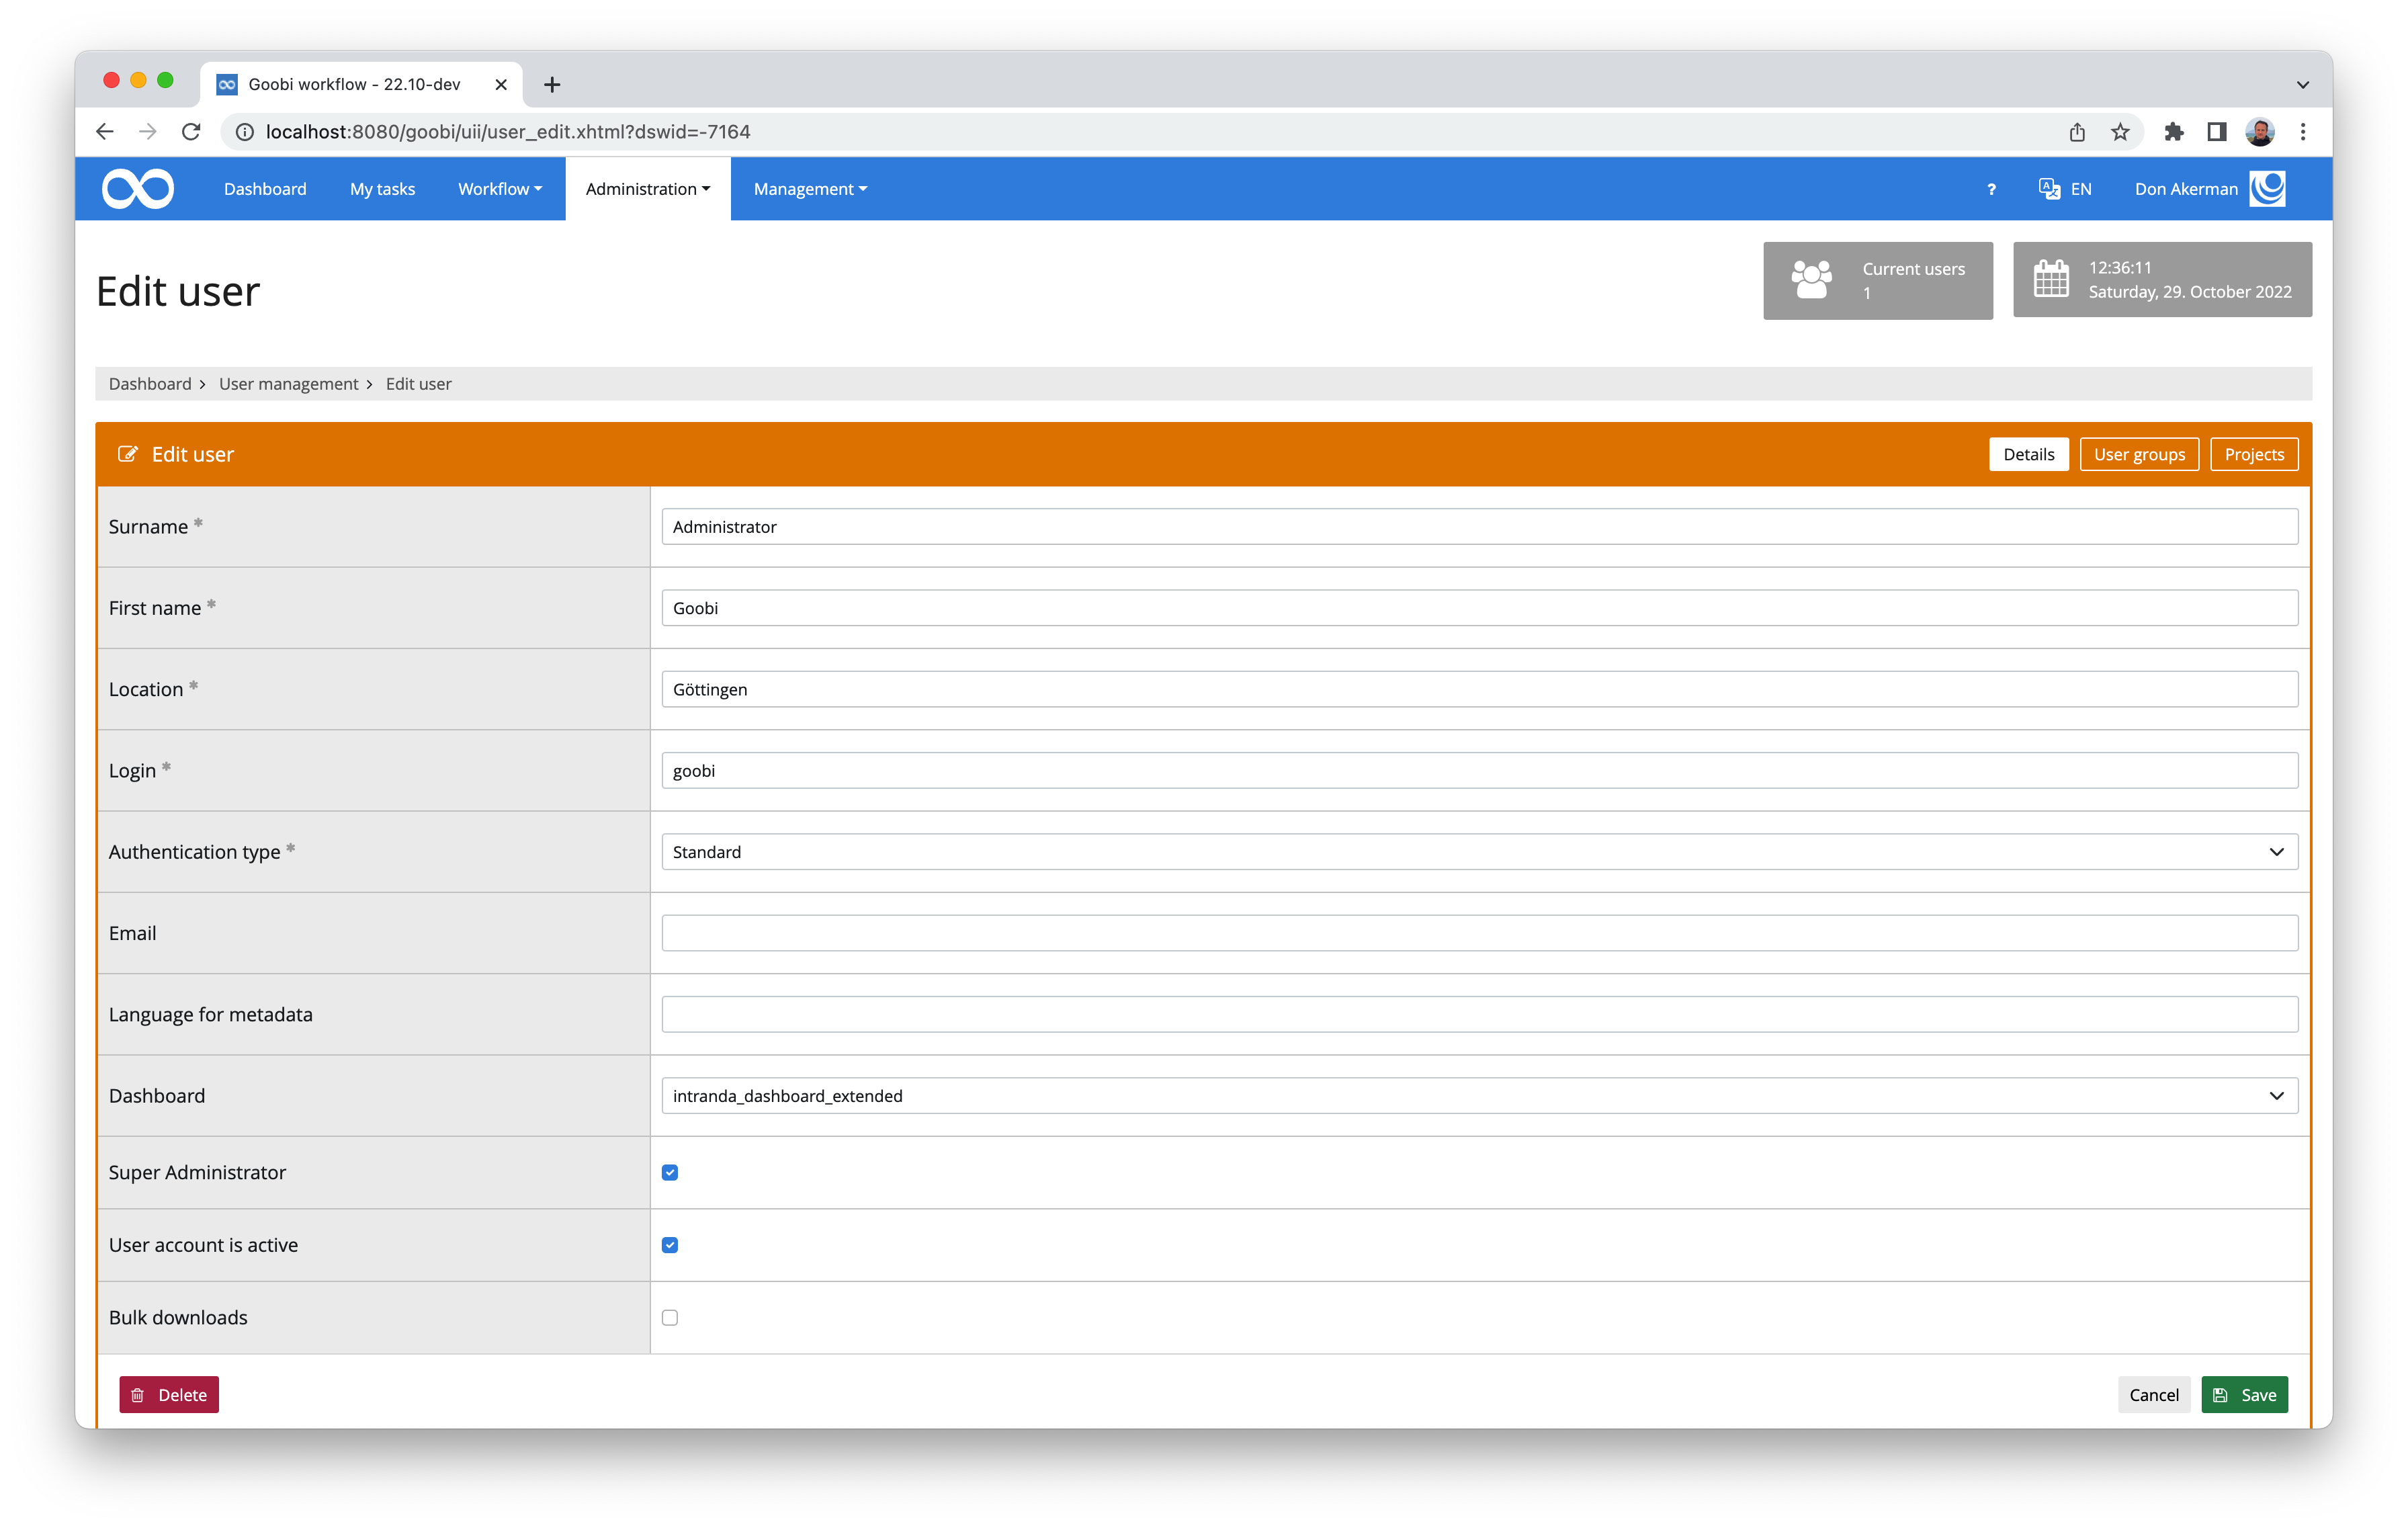 Goobi workflow - 22.10-dev
localhost:8080/goobi/uii/user_edit.xhtml?dswid=-7164
Dashboard My tasks Workflow Administration Management ? EN Don Akerman
Edit user
Current users
1
12:36:11
Saturday, 29. October 2022
Dashboard > User management > Edit user
Edit user Details User groups Projects
Surname * Administrator
First name * Goobi
Location * Göttingen
Login * goobi
Authentication type * Standard
Email
Language for metadata
Dashboard intranda_dashboard_extended
Super Administrator
User account is active
Bulk downloads
Delete Cancel Save